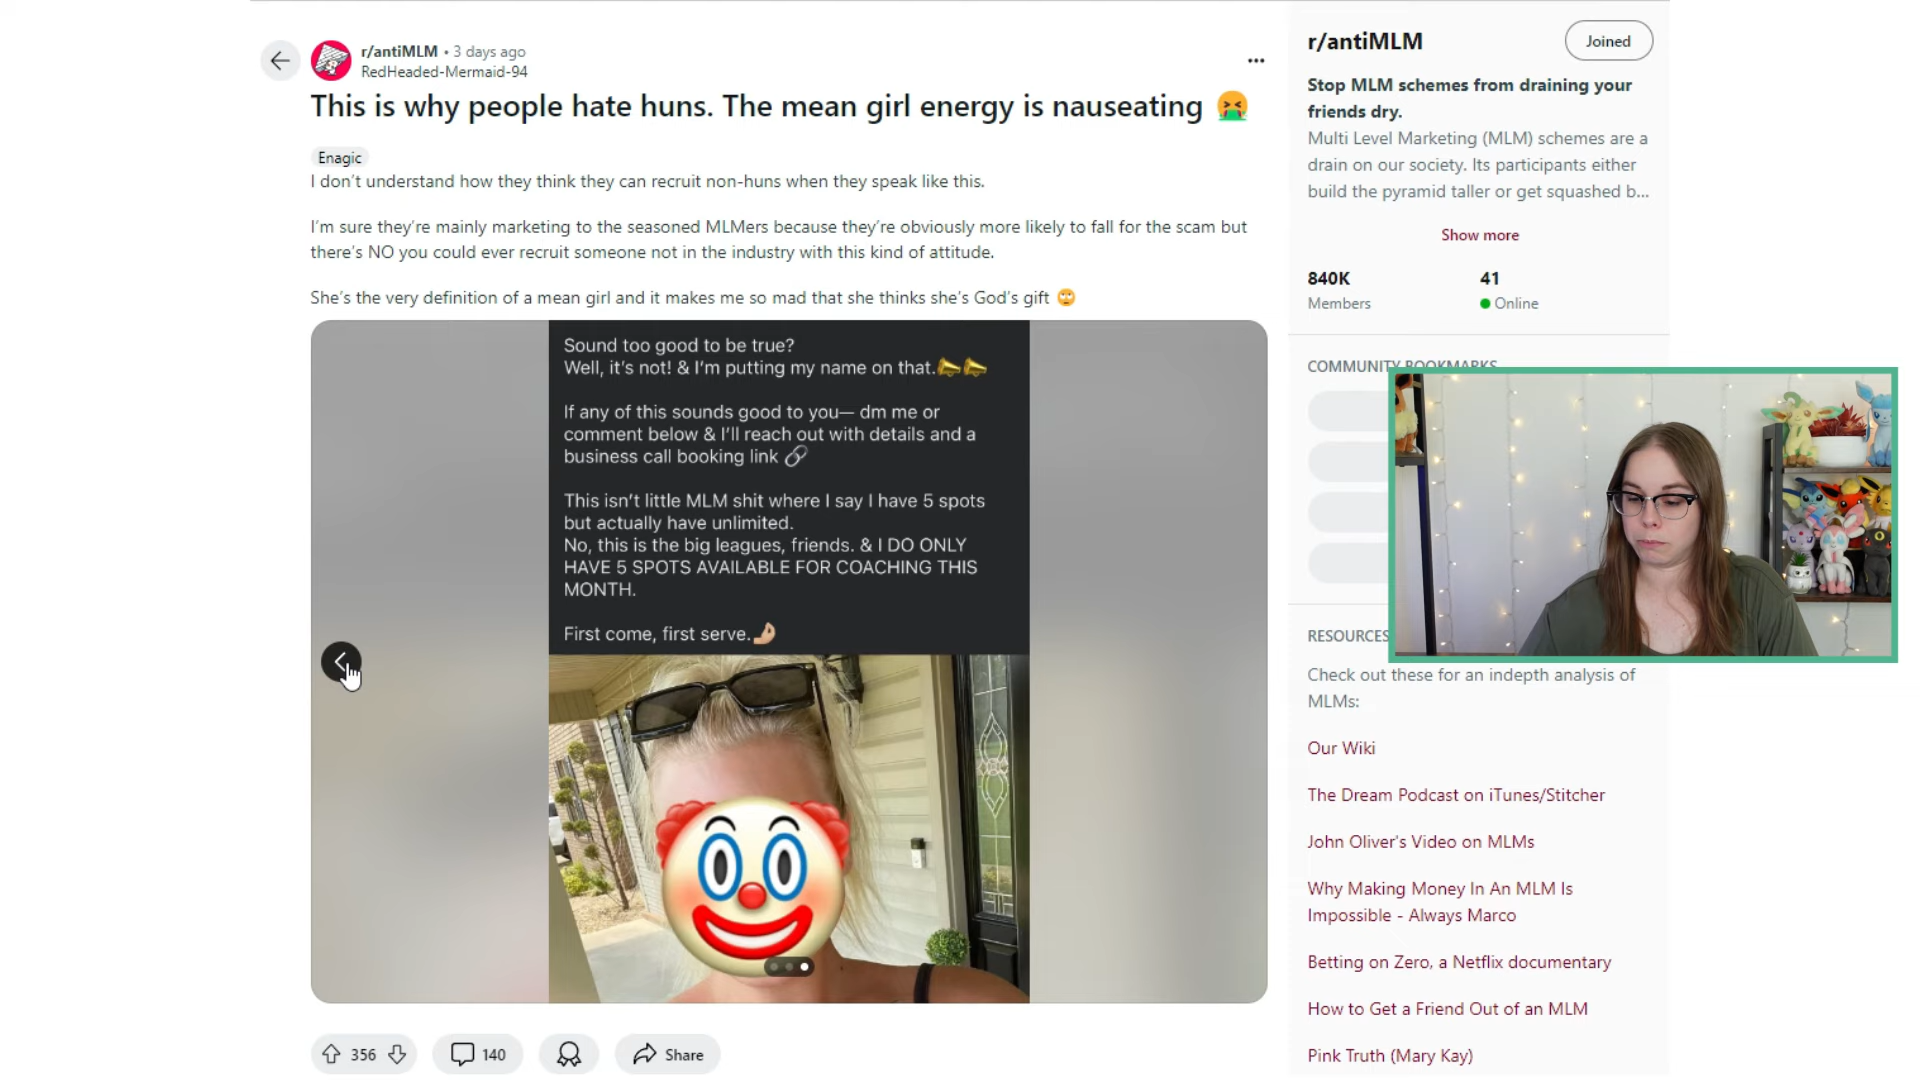 r/antiMLM • 3 days ago
RedHeaded-Mermaid-94
This is why people hate huns. The mean girl energy is nauseating 🤮
Enagic
I don't understand how they think they can recruit non-huns when they speak like this.
I'm sure they're mainly marketing to the seasoned MLMers because they're obviously more likely to fall for the scam but
there's NO you could ever recruit someone not in the industry with this kind of attitude.
She's the very definition of a mean girl and it makes me so mad that she thinks she's God's gift 🙄
Sound too good to be true?
Well, it's not! & I'm putting my name on that.📣📣
If any of this sounds good to you— dm me or
comment below & I'll reach out with details and a
business call booking link 🔗
This isn't little MLM shit where I say I have 5 spots
but actually have unlimited.
No, this is the big leagues, friends. & I DO ONLY
HAVE 5 SPOTS AVAILABLE FOR COACHING THIS
MONTH.
First come, first serve.👌🏼
356
140
Share
r/antiMLM
Joined
Stop MLM schemes from draining your
friends dry.
Multi Level Marketing (MLM) schemes are a
drain on our society. Its participants either
build the pyramid taller or get squashed b...
Show more
840K
41
Members
Online
COMMUNITY BOOKMARKS
RESOURCES
Check out these for an indepth analysis of
MLMs:
Our Wiki
The Dream Podcast on iTunes/Stitcher
John Oliver's Video on MLMs
Why Making Money In An MLM Is
Impossible - Always Marco
Betting on Zero, a Netflix documentary
How to Get a Friend Out of an MLM
Pink Truth (Mary Kay)